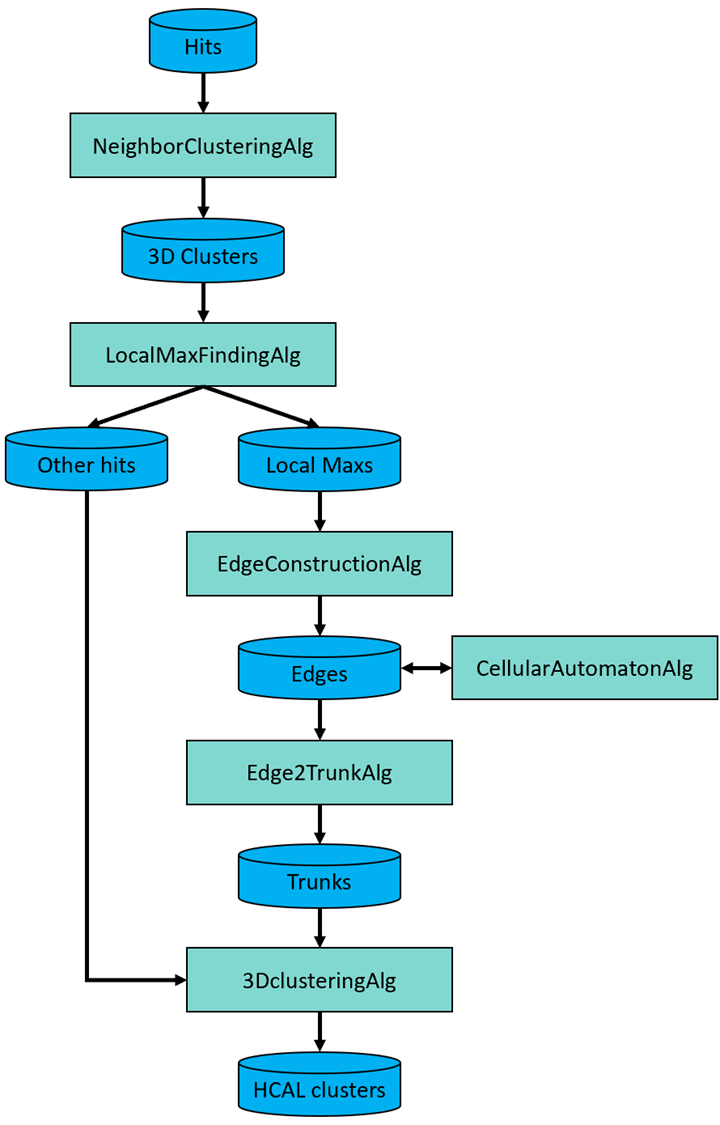 Hits
NeighborClusteringAlg
3D Clusters
LocalMaxFindingAlg
Other hits
Local Maxs
EdgeConstructionAlg
Edges
CellularAutomatonAlg
Edge2TrunkAlg
Trunks
3DclusteringAlg
HCAL clusters